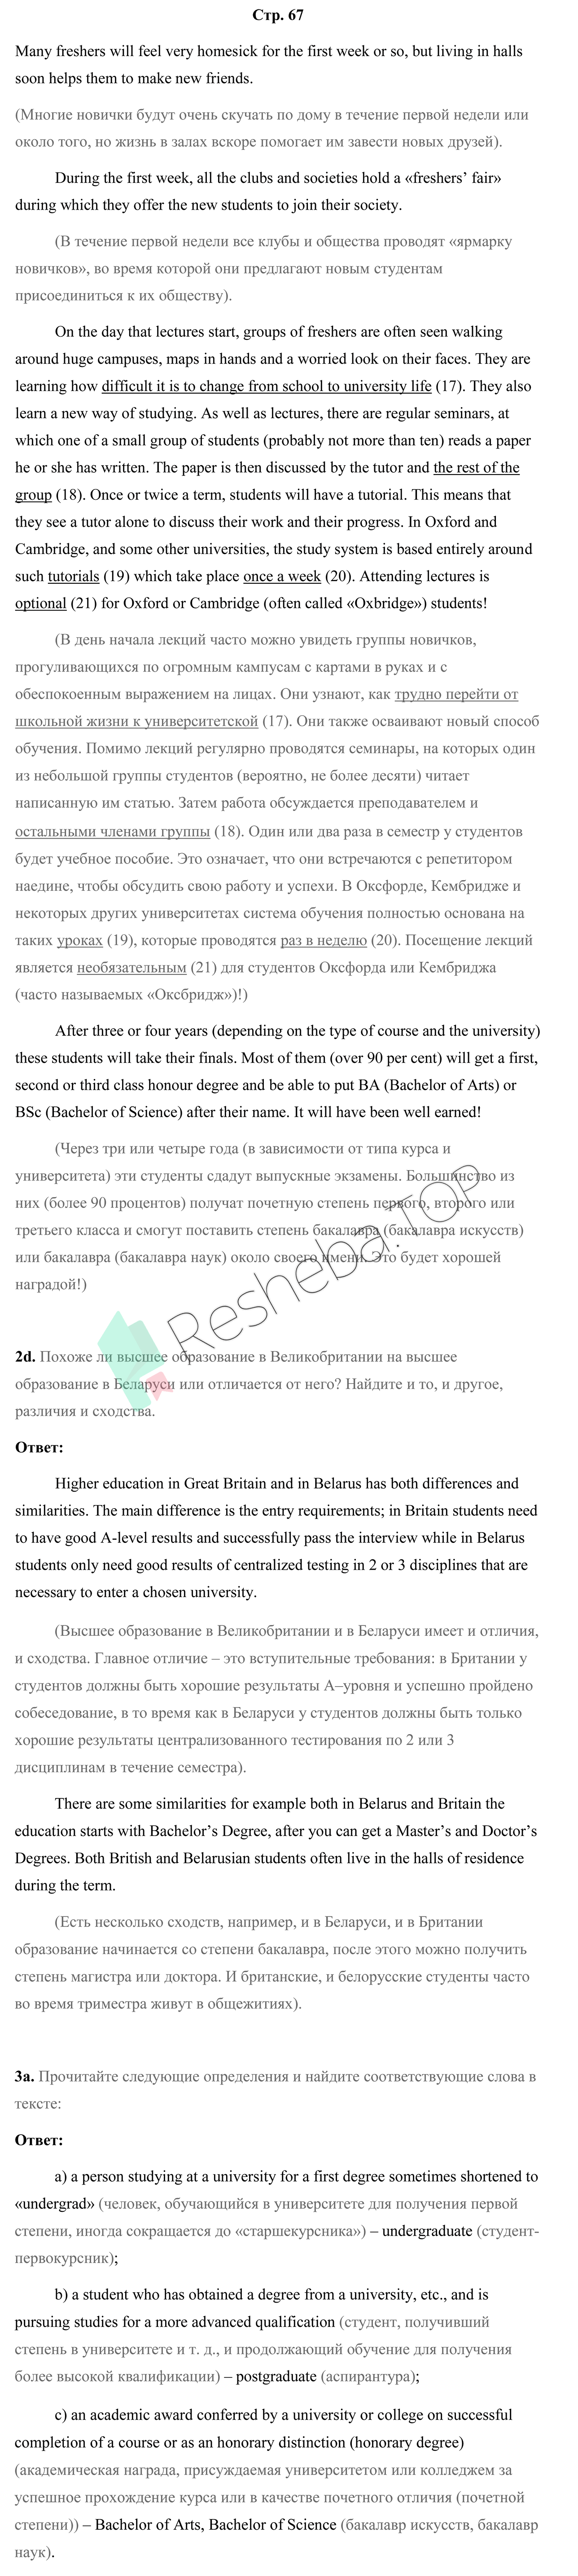 Стр. 67
Many freshers will feel very homesick for the first week or so, but living in halls
soon helps them to make new friends.
(Многие новички будут очень скучать по дому в течение первой недели или
около того, но жизнь в залах вскоре помогает им завести новых друзей).
During the first week, all the clubs and societies hold a «freshers’ fair»
during which they offer the new students to join their society.
(В течение первой недели все клубы и общества проводят «ярмарку
новичков», во время которой они предлагают новым студентам
присоединиться к их обществу).
On the day that lectures start, groups of freshers are often seen walking
around huge campuses, maps in hands and a worried look on their faces. They are
learning how difficult it is to change from school to university life (17). They also
learn a new way of studying. As well as lectures, there are regular seminars, at
which one of a small group of students (probably not more than ten) reads a paper
he or she has written. The paper is then discussed by the tutor and the rest of the
group (18). Once or twice a term, students will have a tutorial. This means that
they see a tutor alone to discuss their work and their progress. In Oxford and
Cambridge, and some other universities, the study system is based entirely around
such tutorials (19) which take place once a week (20). Attending lectures is
optional (21) for Oxford or Cambridge (often called «Oxbridge») students!
(В день начала лекций часто можно увидеть группы новичков,
прогуливающихся по огромным кампусам с картами в руках и с
обеспокоенным выражением на лицах. Они узнают, как трудно перейти от
школьной жизни к университетской (17). Они также осваивают новый способ
обучения. Помимо лекций регулярно проводятся семинары, на которых один
из небольшой группы студентов (вероятно, не более десяти) читает
написанную им статью. Затем работа обсуждается преподавателем и
остальными членами группы (18). Один или два раза в семестр у студентов
будет учебное пособие. Это означает, что они встречаются с репетитором
наедине, чтобы обсудить свою работу и успехи. В Оксфорде, Кембридже и
некоторых других университетах система обучения полностью основана на
таких уроках (19), которые проводятся раз в неделю (20). Посещение лекций
является необязательным (21) для студентов Оксфорда или Кембриджа
(часто называемых «Оксбридж»)!)
After three or four years (depending on the type of course and the university)
these students will take their finals. Most of them (over 90 per cent) will get a first,
second or third class honour degree and be able to put BA (Bachelor of Arts) or
BSc (Bachelor of Science) after their name. It will have been well earned!
(Через три или четыре года (в зависимости от типа курса и
университета) эти студенты сдадут выпускные экзамены. Большинство из
них (более 90 процентов) получат почетную степень первого, второго или
третьего класса и смогут поставить степень бакалавра (бакалавра искусств)
или бакалавра (бакалавра наук) около своего имени. Это будет хорошей
наградой!)
Resheba.TOP
2d. Похоже ли высшее образование в Великобритании на высшее
образование в Беларуси или отличается от него? Найдите и то, и другое,
различия и сходства.
Ответ:
Higher education in Great Britain and in Belarus has both differences and
similarities. The main difference is the entry requirements; in Britain students need
to have good A-level results and successfully pass the interview while in Belarus
students only need good results of centralized testing in 2 or 3 disciplines that are
necessary to enter a chosen university.
(Высшее образование в Великобритании и в Беларуси имеет и отличия,
и сходства. Главное отличие – это вступительные требования: в Британии у
студентов должны быть хорошие результаты А–уровня и успешно пройдено
собеседование, в то время как в Беларуси у студентов должны быть только
хорошие результаты централизованного тестирования по 2 или 3
дисциплинам в течение семестра).
There are some similarities for example both in Belarus and Britain the
education starts with Bachelor’s Degree, after you can get a Master’s and Doctor’s
Degrees. Both British and Belarusian students often live in the halls of residence
during the term.
(Есть несколько сходств, например, и в Беларуси, и в Британии
образование начинается со степени бакалавра, после этого можно получить
степень магистра или доктора. И британские, и белорусские студенты часто
во время триместра живут в общежитиях).
3a. Прочитайте следующие определения и найдите соответствующие слова в
тексте:
Ответ:
a) a person studying at a university for a first degree sometimes shortened to
«undergrad» (человек, обучающийся в университете для получения первой
степени, иногда сокращается до «старшекурсника») – undergraduate (студент-
первокурсник);
b) a student who has obtained a degree from a university, etc., and is
pursuing studies for a more advanced qualification (студент, получивший
степень в университете и т. д., и продолжающий обучение для получения
более высокой квалификации) – postgraduate (аспирантура);
c) an academic award conferred by a university or college on successful
completion of a course or as an honorary distinction (honorary degree)
(академическая награда, присуждаемая университетом или колледжем за
успешное прохождение курса или в качестве почетного отличия (почетной
степени)) – Bachelor of Arts, Bachelor of Science (бакалавр искусств, бакалавр
наук).